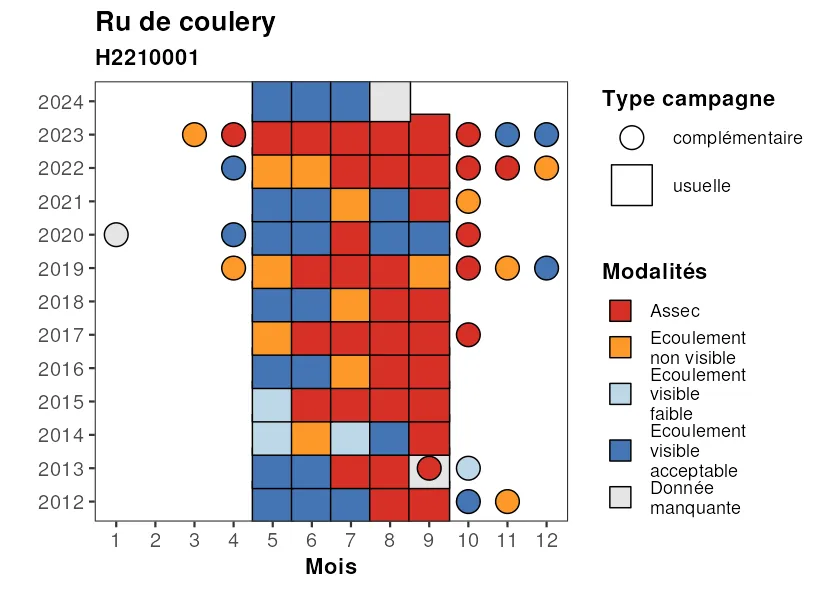 Ru de coulery
H2210001
2024
2023
2022
2021
2020
2019
2018
2017
2016
2015
2014
2013
2012
1 2 3 4 5 6 7 8 9 10 11 12
Mois
Type campagne
complémentaire
usuelle
Modalités
Assec
Ecoulement
non visible
Ecoulement
visible
faible
Ecoulement
visible
acceptable
Donnée
manquante